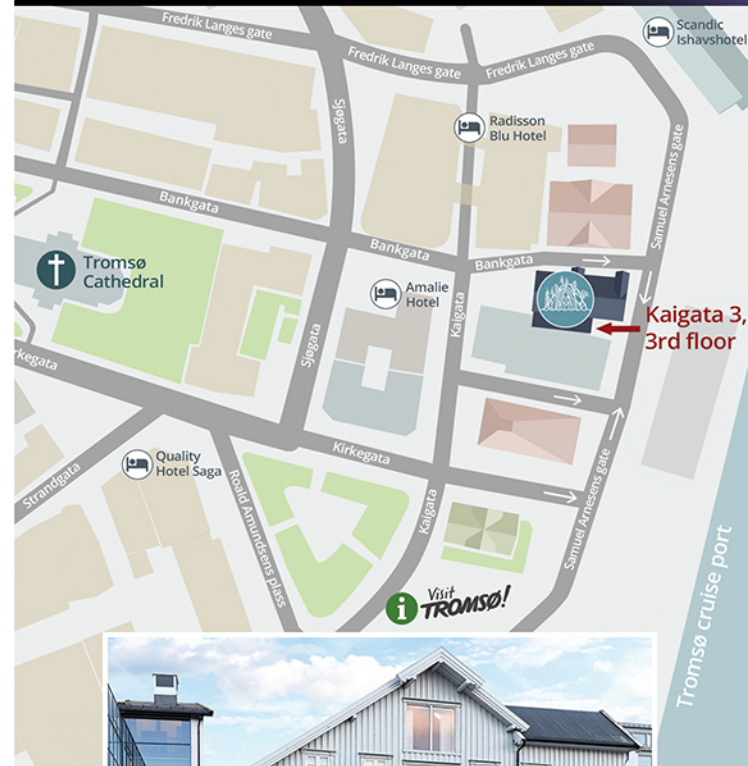 Fredrik Langes gate
Fredrik Langes gate
Fredrik Langes gate
Scandic
Ishavshotel
Sjøgata
Radisson
Blu Hotel
Samuel Arnesens gate
Bankgata
Bankgata
Bankgata
Tromsø
Cathedral
Amalie
Hotel
Kaigata
Kaigata 3,
3rd floor
Sjøgata
rkegata
Kirkegata
Quality
Hotel Saga
Strandgata
Roald Amundsens plass
Kaigata
Samuel Arnesens gate
i
Visit
TROMSØ!
Tromsø cruise port